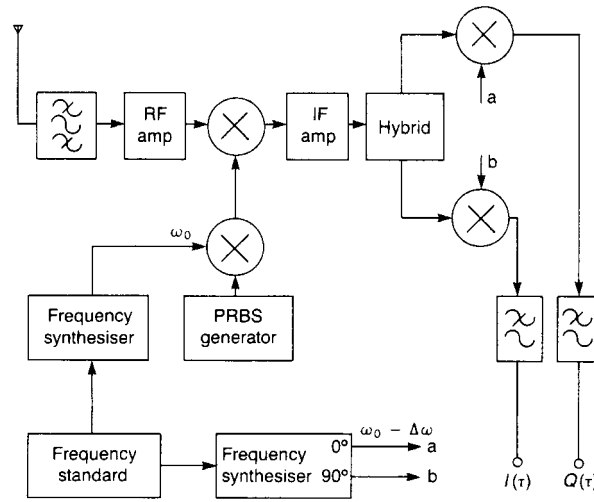 RF
amp
IF
amp
Hybrid
a
b
ω₀
Frequency
synthesiser
PRBS
generator
Frequency
standard
Frequency
synthesiser
0°
90°
ω₀ − Δω
a
b
I(τ)
Q(τ)